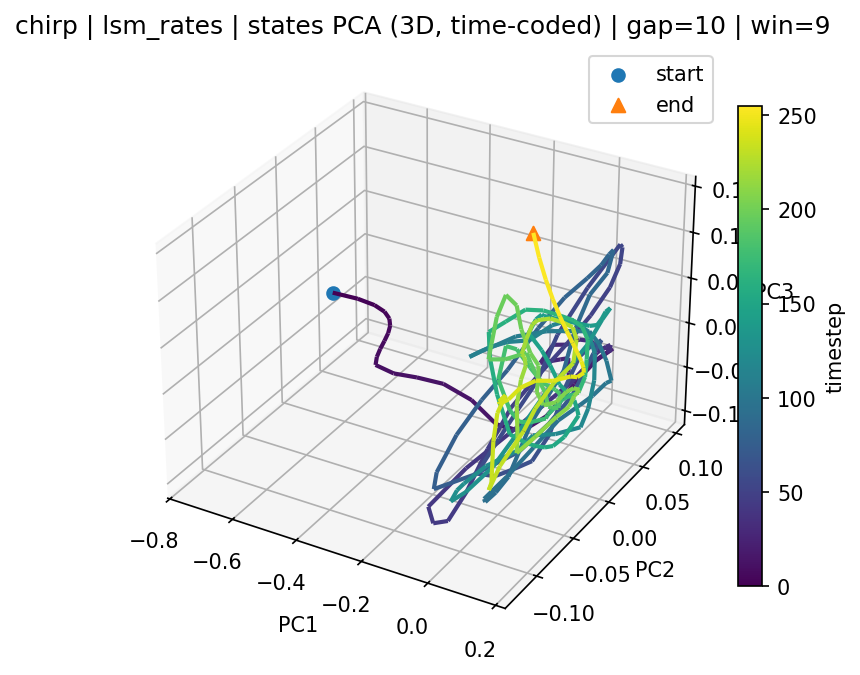 chirp | lsm_rates | states PCA (3D, time-coded) | gap=10 | win=9
start
end
250
200
150
100
50
0
timestep
PC3
0.10
0.05
0.00
−0.05
−0.10
PC2
−0.8
−0.6
−0.4
−0.2
0.0
0.2
PC1